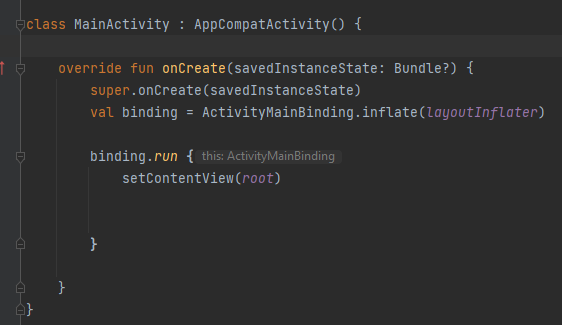 class MainActivity : AppCompatActivity() {
override fun onCreate(savedInstanceState: Bundle?) {
super.onCreate(savedInstanceState)
val binding = ActivityMainBinding.inflate(layoutInflater)
binding.run { this: ActivityMainBinding
setContentView(root)
}
}
}